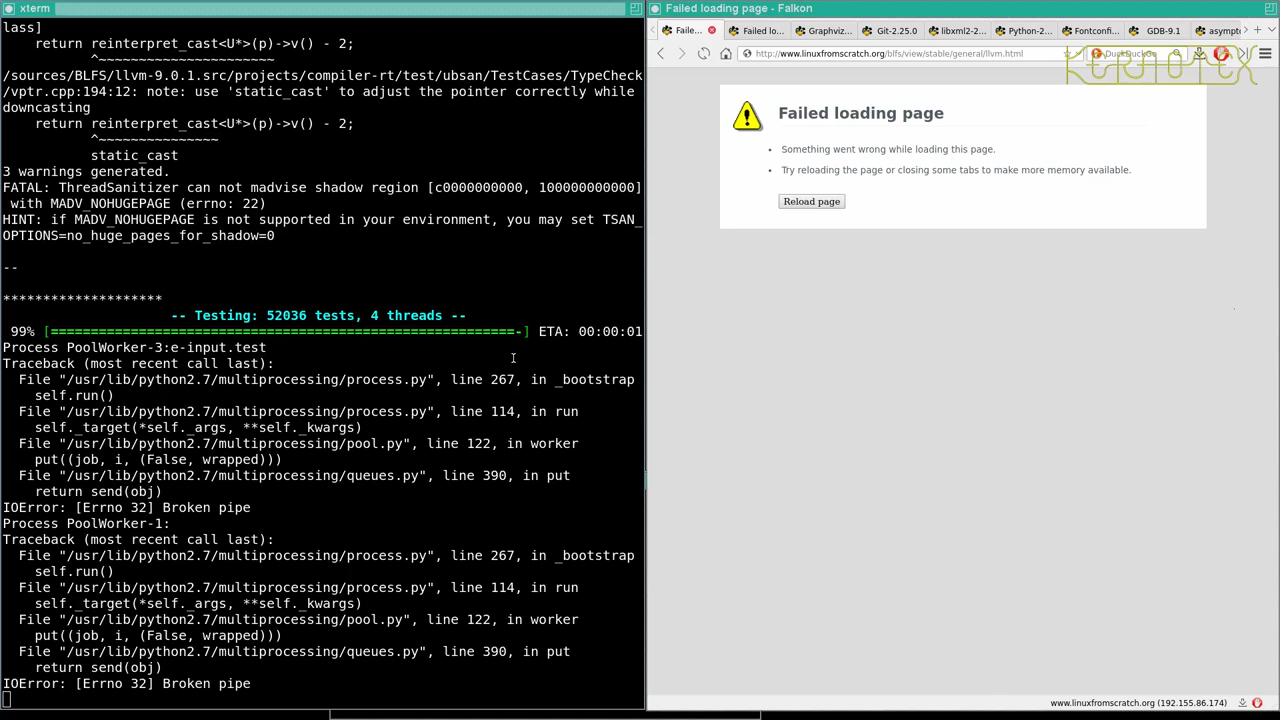 xterm
lass]
    return reinterpret_cast<U*>(p)->v() - 2;
           ^~~~~~~~~~~~~~~~~~~~~~~
/sources/BLFS/llvm-9.0.1.src/projects/compiler-rt/test/ubsan/TestCases/TypeCheck
/vptr.cpp:194:12: note: use 'static_cast' to adjust the pointer correctly while
downcasting
    return reinterpret_cast<U*>(p)->v() - 2;
           ^~~~~~~~~~~~~~~~
           static_cast
3 warnings generated.
FATAL: ThreadSanitizer can not madvise shadow region [c0000000000, 100000000000]
 with MADV_NOHUGEPAGE (errno: 22)
HINT: if MADV_NOHUGEPAGE is not supported in your environment, you may set TSAN_
OPTIONS=no_huge_pages_for_shadow=0
--
********************
-- Testing: 52036 tests, 4 threads --
 99% [==========================================================-] ETA: 00:00:01
Process PoolWorker-3:e-input.test
Traceback (most recent call last):
  File "/usr/lib/python2.7/multiprocessing/process.py", line 267, in _bootstrap
    self.run()
  File "/usr/lib/python2.7/multiprocessing/process.py", line 114, in run
    self._target(*self._args, **self._kwargs)
  File "/usr/lib/python2.7/multiprocessing/pool.py", line 122, in worker
    put((job, i, (False, wrapped)))
  File "/usr/lib/python2.7/multiprocessing/queues.py", line 390, in put
    return send(obj)
IOError: [Errno 32] Broken pipe
Process PoolWorker-1:
Traceback (most recent call last):
  File "/usr/lib/python2.7/multiprocessing/process.py", line 267, in _bootstrap
    self.run()
  File "/usr/lib/python2.7/multiprocessing/process.py", line 114, in run
    self._target(*self._args, **self._kwargs)
  File "/usr/lib/python2.7/multiprocessing/pool.py", line 122, in worker
    put((job, i, (False, wrapped)))
  File "/usr/lib/python2.7/multiprocessing/queues.py", line 390, in put
    return send(obj)
IOError: [Errno 32] Broken pipe
Failed loading page - Falkon
Faile... Failed lo... Graphviz... Git-2.25.0 libxml2-2... Python-2... Fontconfi... GDB-9.1 asympto
http://www.linuxfromscratch.org/blfs/view/stable/general/llvm.html DuckDuckGo
KERNOTEX
Failed loading page
• Something went wrong while loading this page.
• Try reloading the page or closing some tabs to make more memory available.
Reload page
www.linuxfromscratch.org (192.155.86.174)